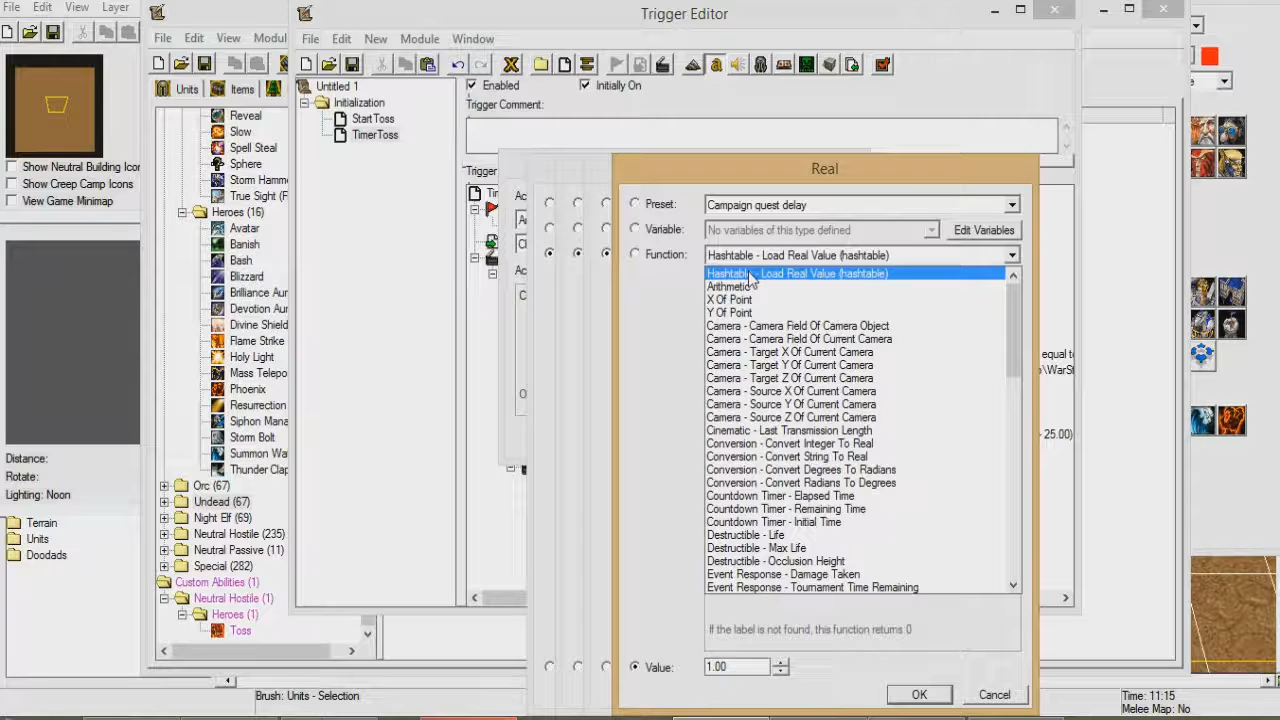 File Edit View Layer
Show Neutral Building Icon
Show Creep Camp Icons
View Game Minimap
Distance:
Rotate:
Lighting: Noon
Terrain
Units
Doodads
File Edit View Modul
Units Items
Reveal
Slow
Spell Steal
Sphere
Storm Hamme
True Sight (F
Heroes (16)
Avatar
Banish
Bash
Blizzard
Brilliance Aur
Devotion Aur
Divine Shield
Flame Strike
Holy Light
Mass Telepo
Phoenix
Resurrection
Siphon Mana
Storm Bolt
Summon Wa
Thunder Clap
Orc (67)
Undead (67)
Night Elf (69)
Neutral Hostile (235)
Neutral Passive (11)
Special (282)
Custom Abilities (1)
Neutral Hostile (1)
Heroes (1)
Toss
Trigger Editor
File Edit New Module Window
Untitled 1
Initialization
StartToss
TimerToss
Enabled Initially On
Trigger Comment:
Trigger
equal to
- 25.00)
Real
Preset: Campaign quest delay
Variable: No variables of this type defined Edit Variables
Function: Hashtable - Load Real Value (hashtable)
Hashtable - Load Real Value (hashtable)
Arithmetic
X Of Point
Y Of Point
Camera - Camera Field Of Camera Object
Camera - Camera Field Of Current Camera
Camera - Target X Of Current Camera
Camera - Target Y Of Current Camera
Camera - Target Z Of Current Camera
Camera - Source X Of Current Camera
Camera - Source Y Of Current Camera
Camera - Source Z Of Current Camera
Cinematic - Last Transmission Length
Conversion - Convert Integer To Real
Conversion - Convert String To Real
Conversion - Convert Degrees To Radians
Conversion - Convert Radians To Degrees
Countdown Timer - Elapsed Time
Countdown Timer - Remaining Time
Countdown Timer - Initial Time
Destructible - Life
Destructible - Max Life
Destructible - Occlusion Height
Event Response - Damage Taken
Event Response - Tournament Time Remaining
If the label is not found, this function returns 0
Value: 1.00
OK Cancel
Brush: Units - Selection
Time: 11:15
Melee Map: No